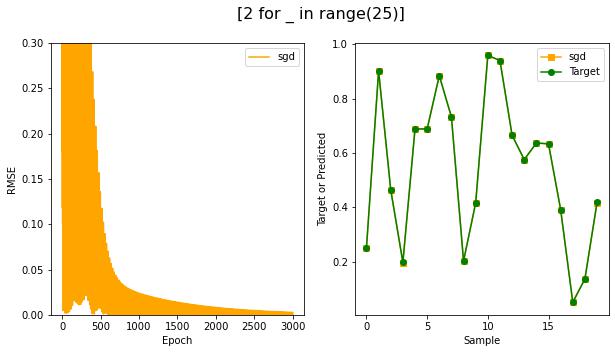 [2 for _ in range(25)]
0.30
0.25
0.20
0.15
0.10
0.05
0.00
RMSE
0 500 1000 1500 2000 2500 3000
Epoch
sgd
1.0
0.8
0.6
0.4
0.2
Target or Predicted
0 5 10 15
Sample
sgd
Target